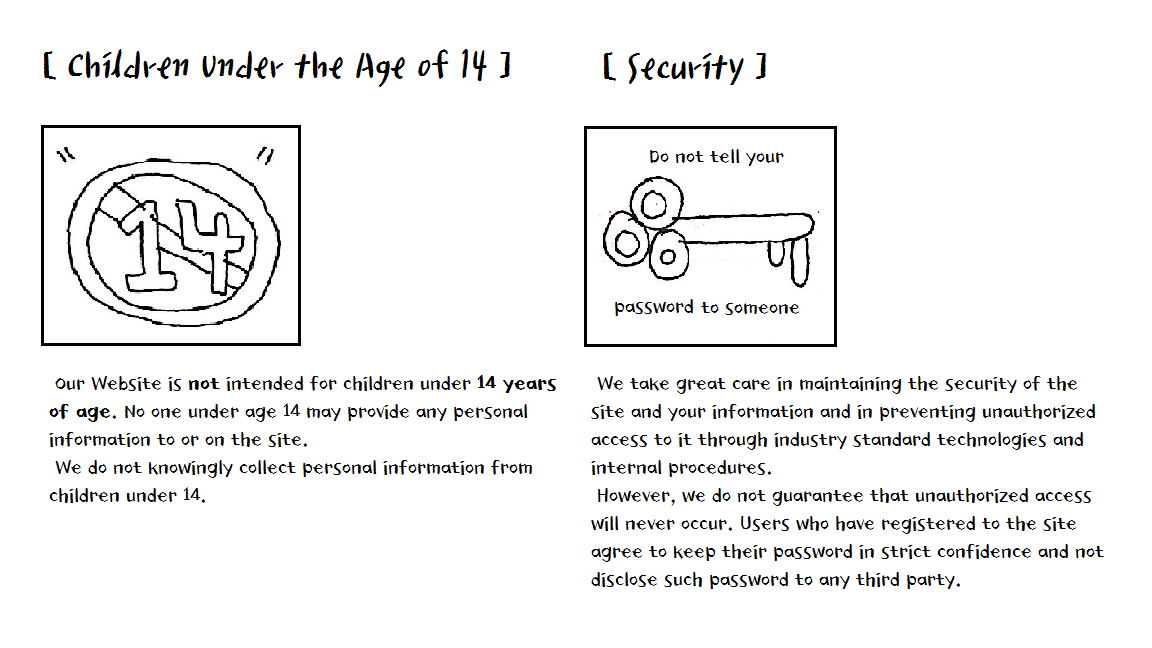 [ Children Under the Age of 14 ]
14
Our Website is not intended for children under 14 years
of age. No one under age 14 may provide any personal
information to or on the site.
We do not knowingly collect personal information from
children under 14.
[ Security ]
Do not tell your
password to someone
We take great care in maintaining the security of the
site and your information and in preventing unauthorized
access to it through industry standard technologies and
internal procedures.
However, we do not guarantee that unauthorized access
will never occur. Users who have registered to the site
agree to keep their password in strict confidence and not
disclose such password to any third party.